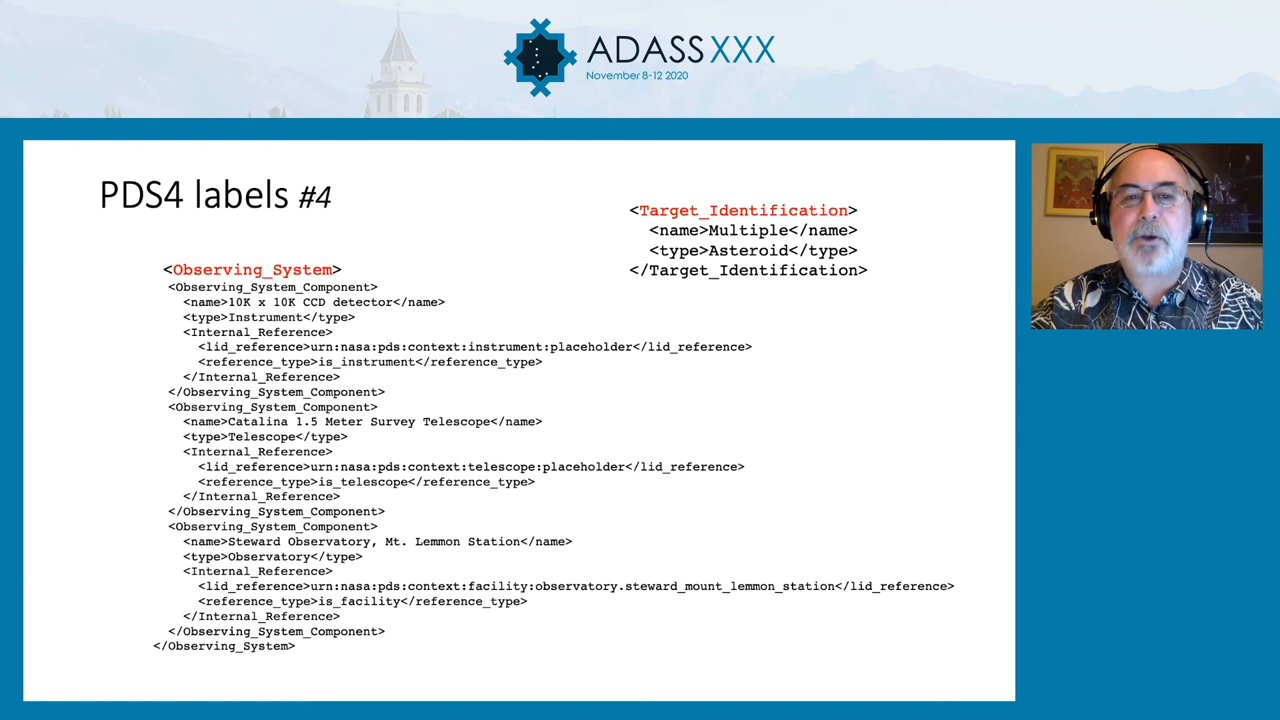 ADASS XXX
November 8-12 2020
PDS4 labels #4
<Target_Identification>
<name>Multiple</name>
<type>Asteroid</type>
</Target_Identification>
<Observing_System>
<Observing_System_Component>
<name>10K x 10K CCD detector</name>
<type>Instrument</type>
<Internal_Reference>
<lid_reference>urn:nasa:pds:context:instrument:placeholder</lid_reference>
<reference_type>is_instrument</reference_type>
</Internal_Reference>
</Observing_System_Component>
<Observing_System_Component>
<name>Catalina 1.5 Meter Survey Telescope</name>
<type>Telescope</type>
<Internal_Reference>
<lid_reference>urn:nasa:pds:context:telescope:placeholder</lid_reference>
<reference_type>is_telescope</reference_type>
</Internal_Reference>
</Observing_System_Component>
<Observing_System_Component>
<name>Steward Observatory, Mt. Lemmon Station</name>
<type>Observatory</type>
<Internal_Reference>
<lid_reference>urn:nasa:pds:context:facility:observatory.steward_mount_lemmon_station</lid_reference>
<reference_type>is_facility</reference_type>
</Internal_Reference>
</Observing_System_Component>
</Observing_System>